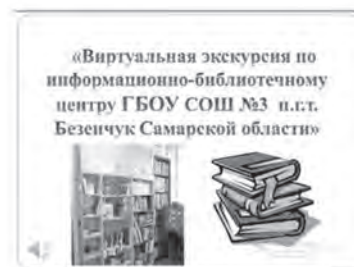 «Виртуальная экскурсия по
информационно-библиотечному
центру ГБОУ СОШ №3 п.г.т.
Безенчук Самарской области»